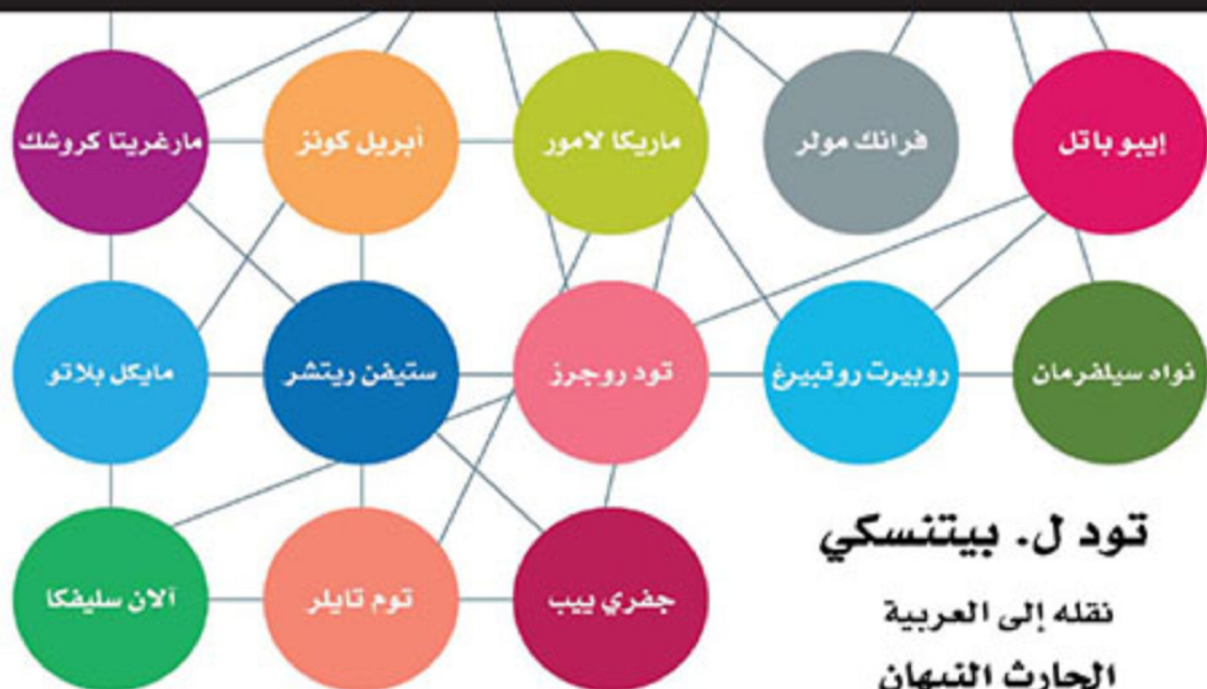 إيبو باتل
فرانك مولر
ماريكا لامور
أبريل كونز
مارغريتا كروشك
نواه سيلفرمان
روبيرت روتبيرغ
تود روجرز
ستيفن ريتشر
مايكل بلاتو
جفري ييب
توم تايلر
آلان سليفكا
تود ل. بيتنسكي
نقله إلى العربية
الحارث النبهان